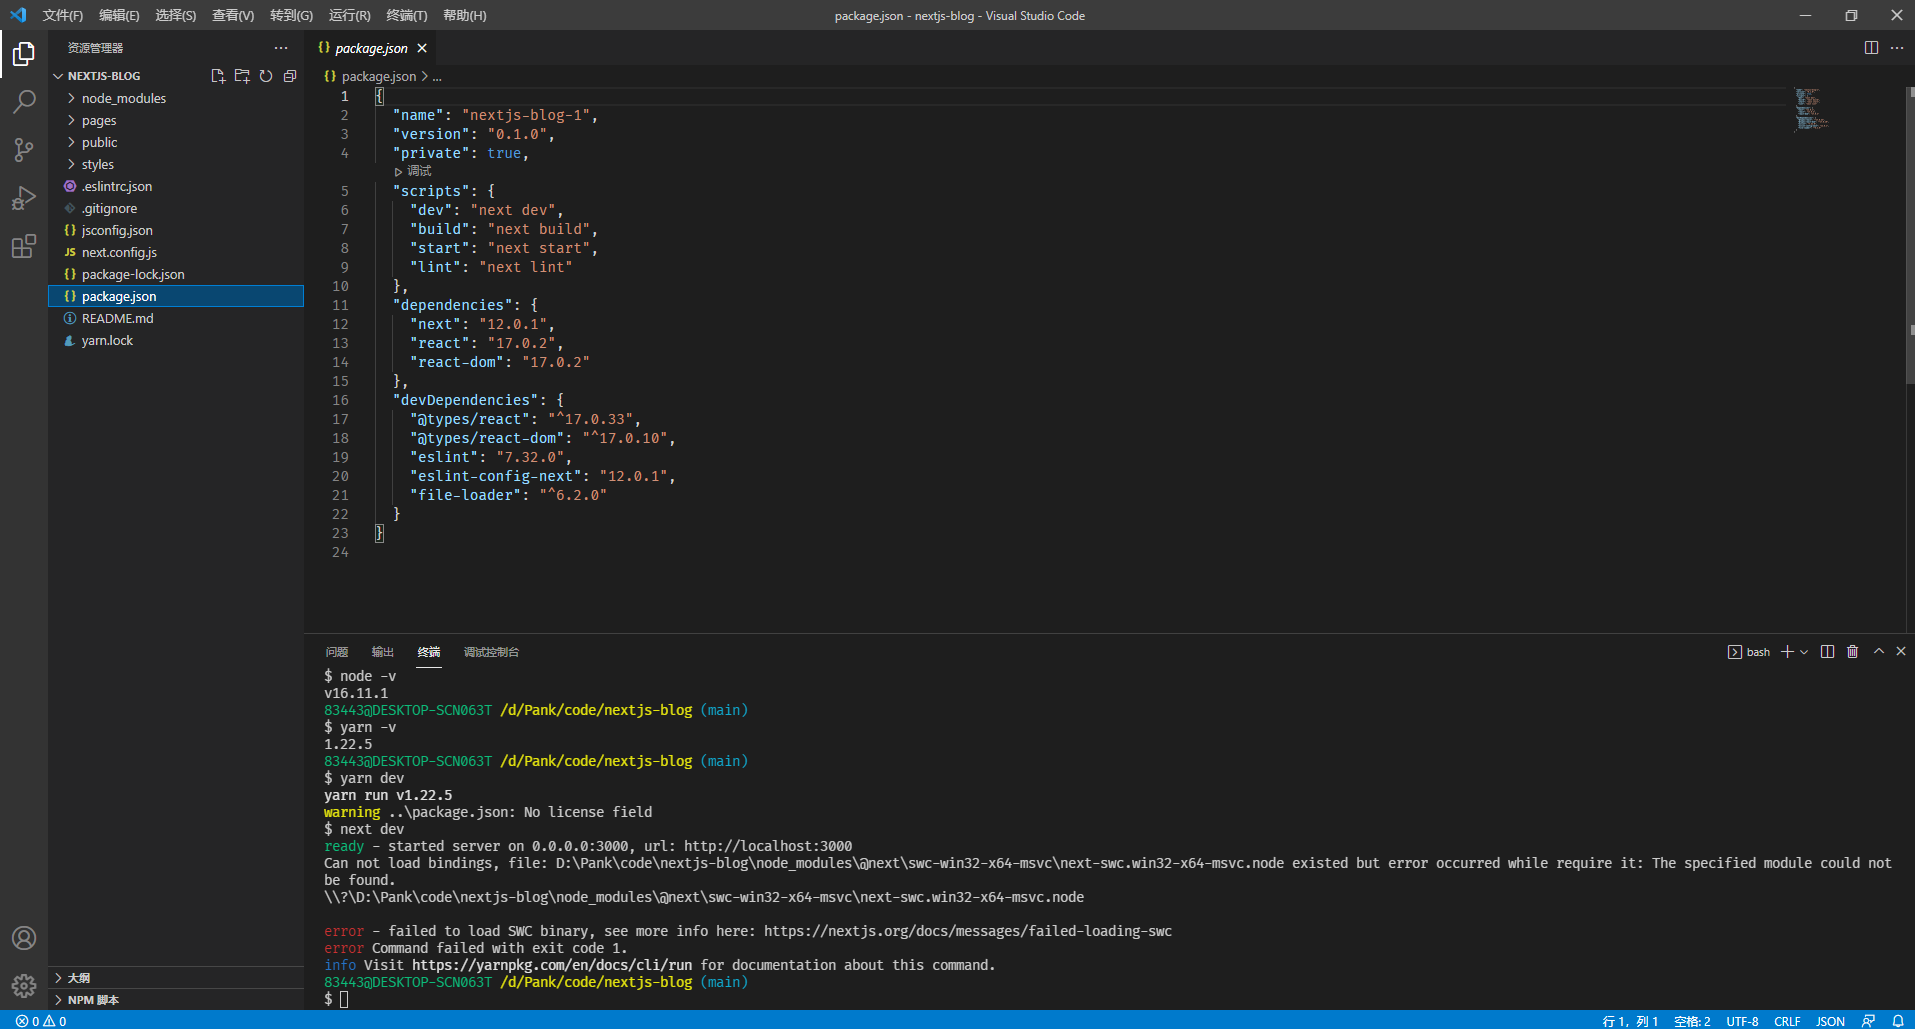 文件(F) 编辑(E) 选择(S) 查看(V) 转到(G) 运行(R) 终端(T) 帮助(H)
package.json - nextjs-blog - Visual Studio Code
资源管理器
NEXTJS-BLOG
node_modules
pages
public
styles
.eslintrc.json
.gitignore
{} jsconfig.json
JS next.config.js
{} package-lock.json
{} package.json
README.md
yarn.lock
大纲
NPM 脚本
{} package.json
{} package.json > ...
1 {
2 "name": "nextjs-blog-1",
3 "version": "0.1.0",
4 "private": true,
调试
5 "scripts": {
6 "dev": "next dev",
7 "build": "next build",
8 "start": "next start",
9 "lint": "next lint"
10 },
11 "dependencies": {
12 "next": "12.0.1",
13 "react": "17.0.2",
14 "react-dom": "17.0.2"
15 },
16 "devDependencies": {
17 "@types/react": "^17.0.33",
18 "@types/react-dom": "^17.0.10",
19 "eslint": "7.32.0",
20 "eslint-config-next": "12.0.1",
21 "file-loader": "^6.2.0"
22 }
23 }
24
问题 输出 终端 调试控制台
bash
$ node -v
v16.11.1
83443@DESKTOP-SCN063T /d/Pank/code/nextjs-blog (main)
$ yarn -v
1.22.5
83443@DESKTOP-SCN063T /d/Pank/code/nextjs-blog (main)
$ yarn dev
yarn run v1.22.5
warning ..\package.json: No license field
$ next dev
ready - started server on 0.0.0.0:3000, url: http://localhost:3000
Can not load bindings, file: D:\Pank\code\nextjs-blog\node_modules\@next\swc-win32-x64-msvc\next-swc.win32-x64-msvc.node existed but error occurred while require it: The specified module could not
be found.
\\?\D:\Pank\code\nextjs-blog\node_modules\@next\swc-win32-x64-msvc\next-swc.win32-x64-msvc.node
error - failed to load SWC binary, see more info here: https://nextjs.org/docs/messages/failed-loading-swc
error Command failed with exit code 1.
info Visit https://yarnpkg.com/en/docs/cli/run for documentation about this command.
83443@DESKTOP-SCN063T /d/Pank/code/nextjs-blog (main)
$
0 0
行 1，列 1 空格: 2 UTF-8 CRLF JSON